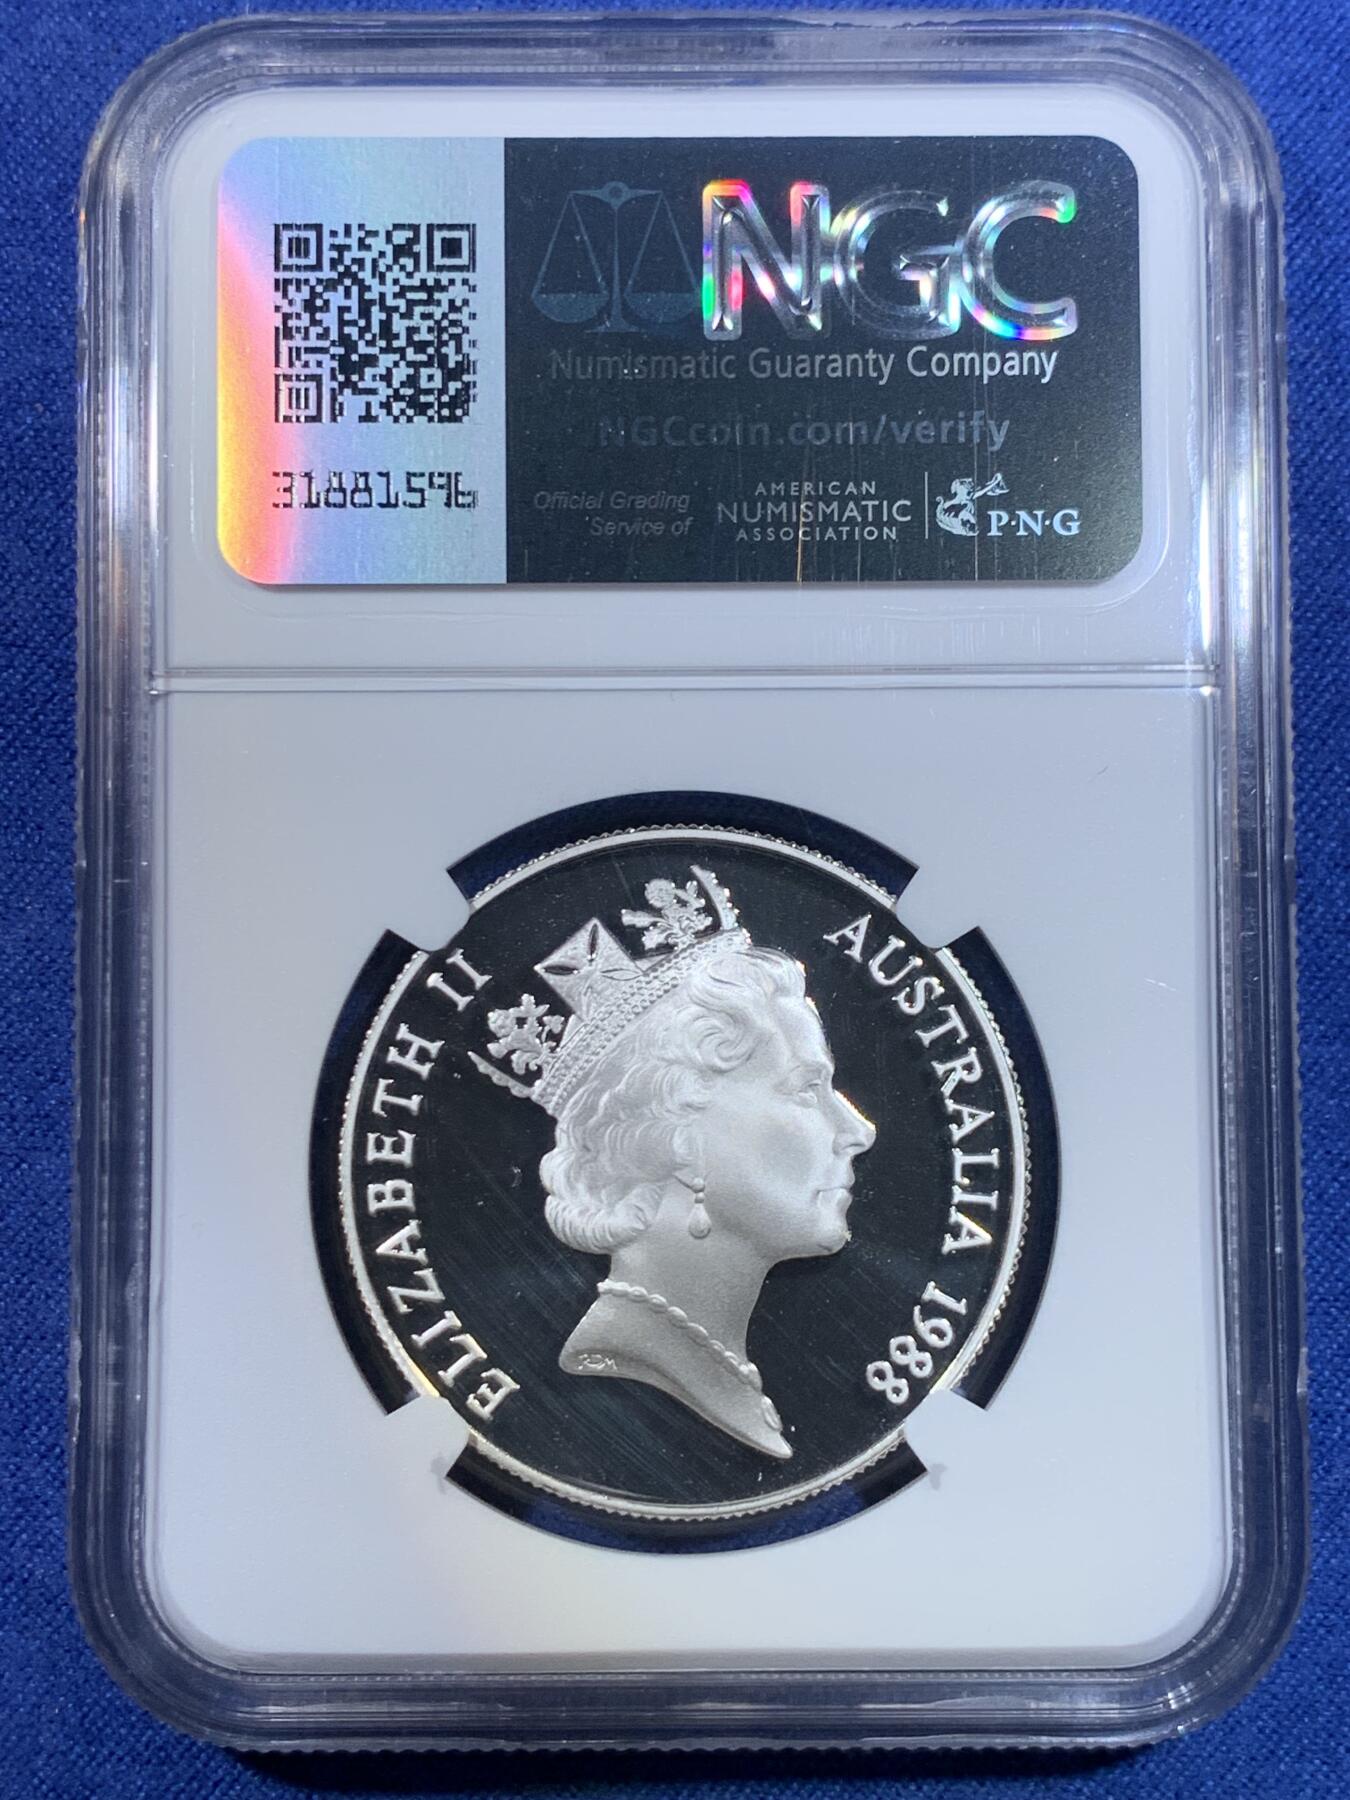 NGC
Numismatic Guaranty Company
NGCcoin.com/verify
31881596
Official Grading
Service of
AMERICAN
NUMISMATIC
ASSOCIATION
P·N·G
ELIZABETH II
AUSTRALIA 1988
RDM